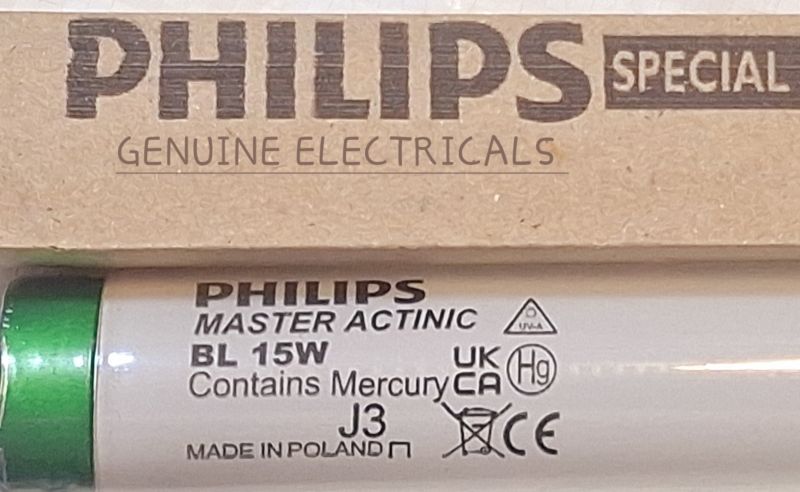 PHILIPS SPECIAL
GENUINE ELECTRICALS
PHILIPS
MASTER ACTINIC
UV-A
BL 15W
UK
CA
Hg
Contains Mercury
J3
CE
MADE IN POLAND